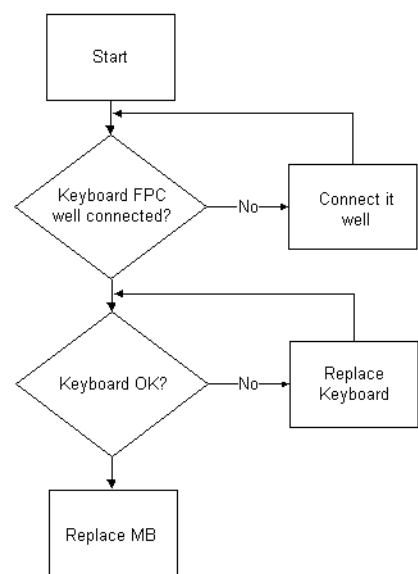 Start
Keyboard FPC
well connected?
No
Connect it
well
Keyboard OK?
No
Replace
Keyboard
Replace MB